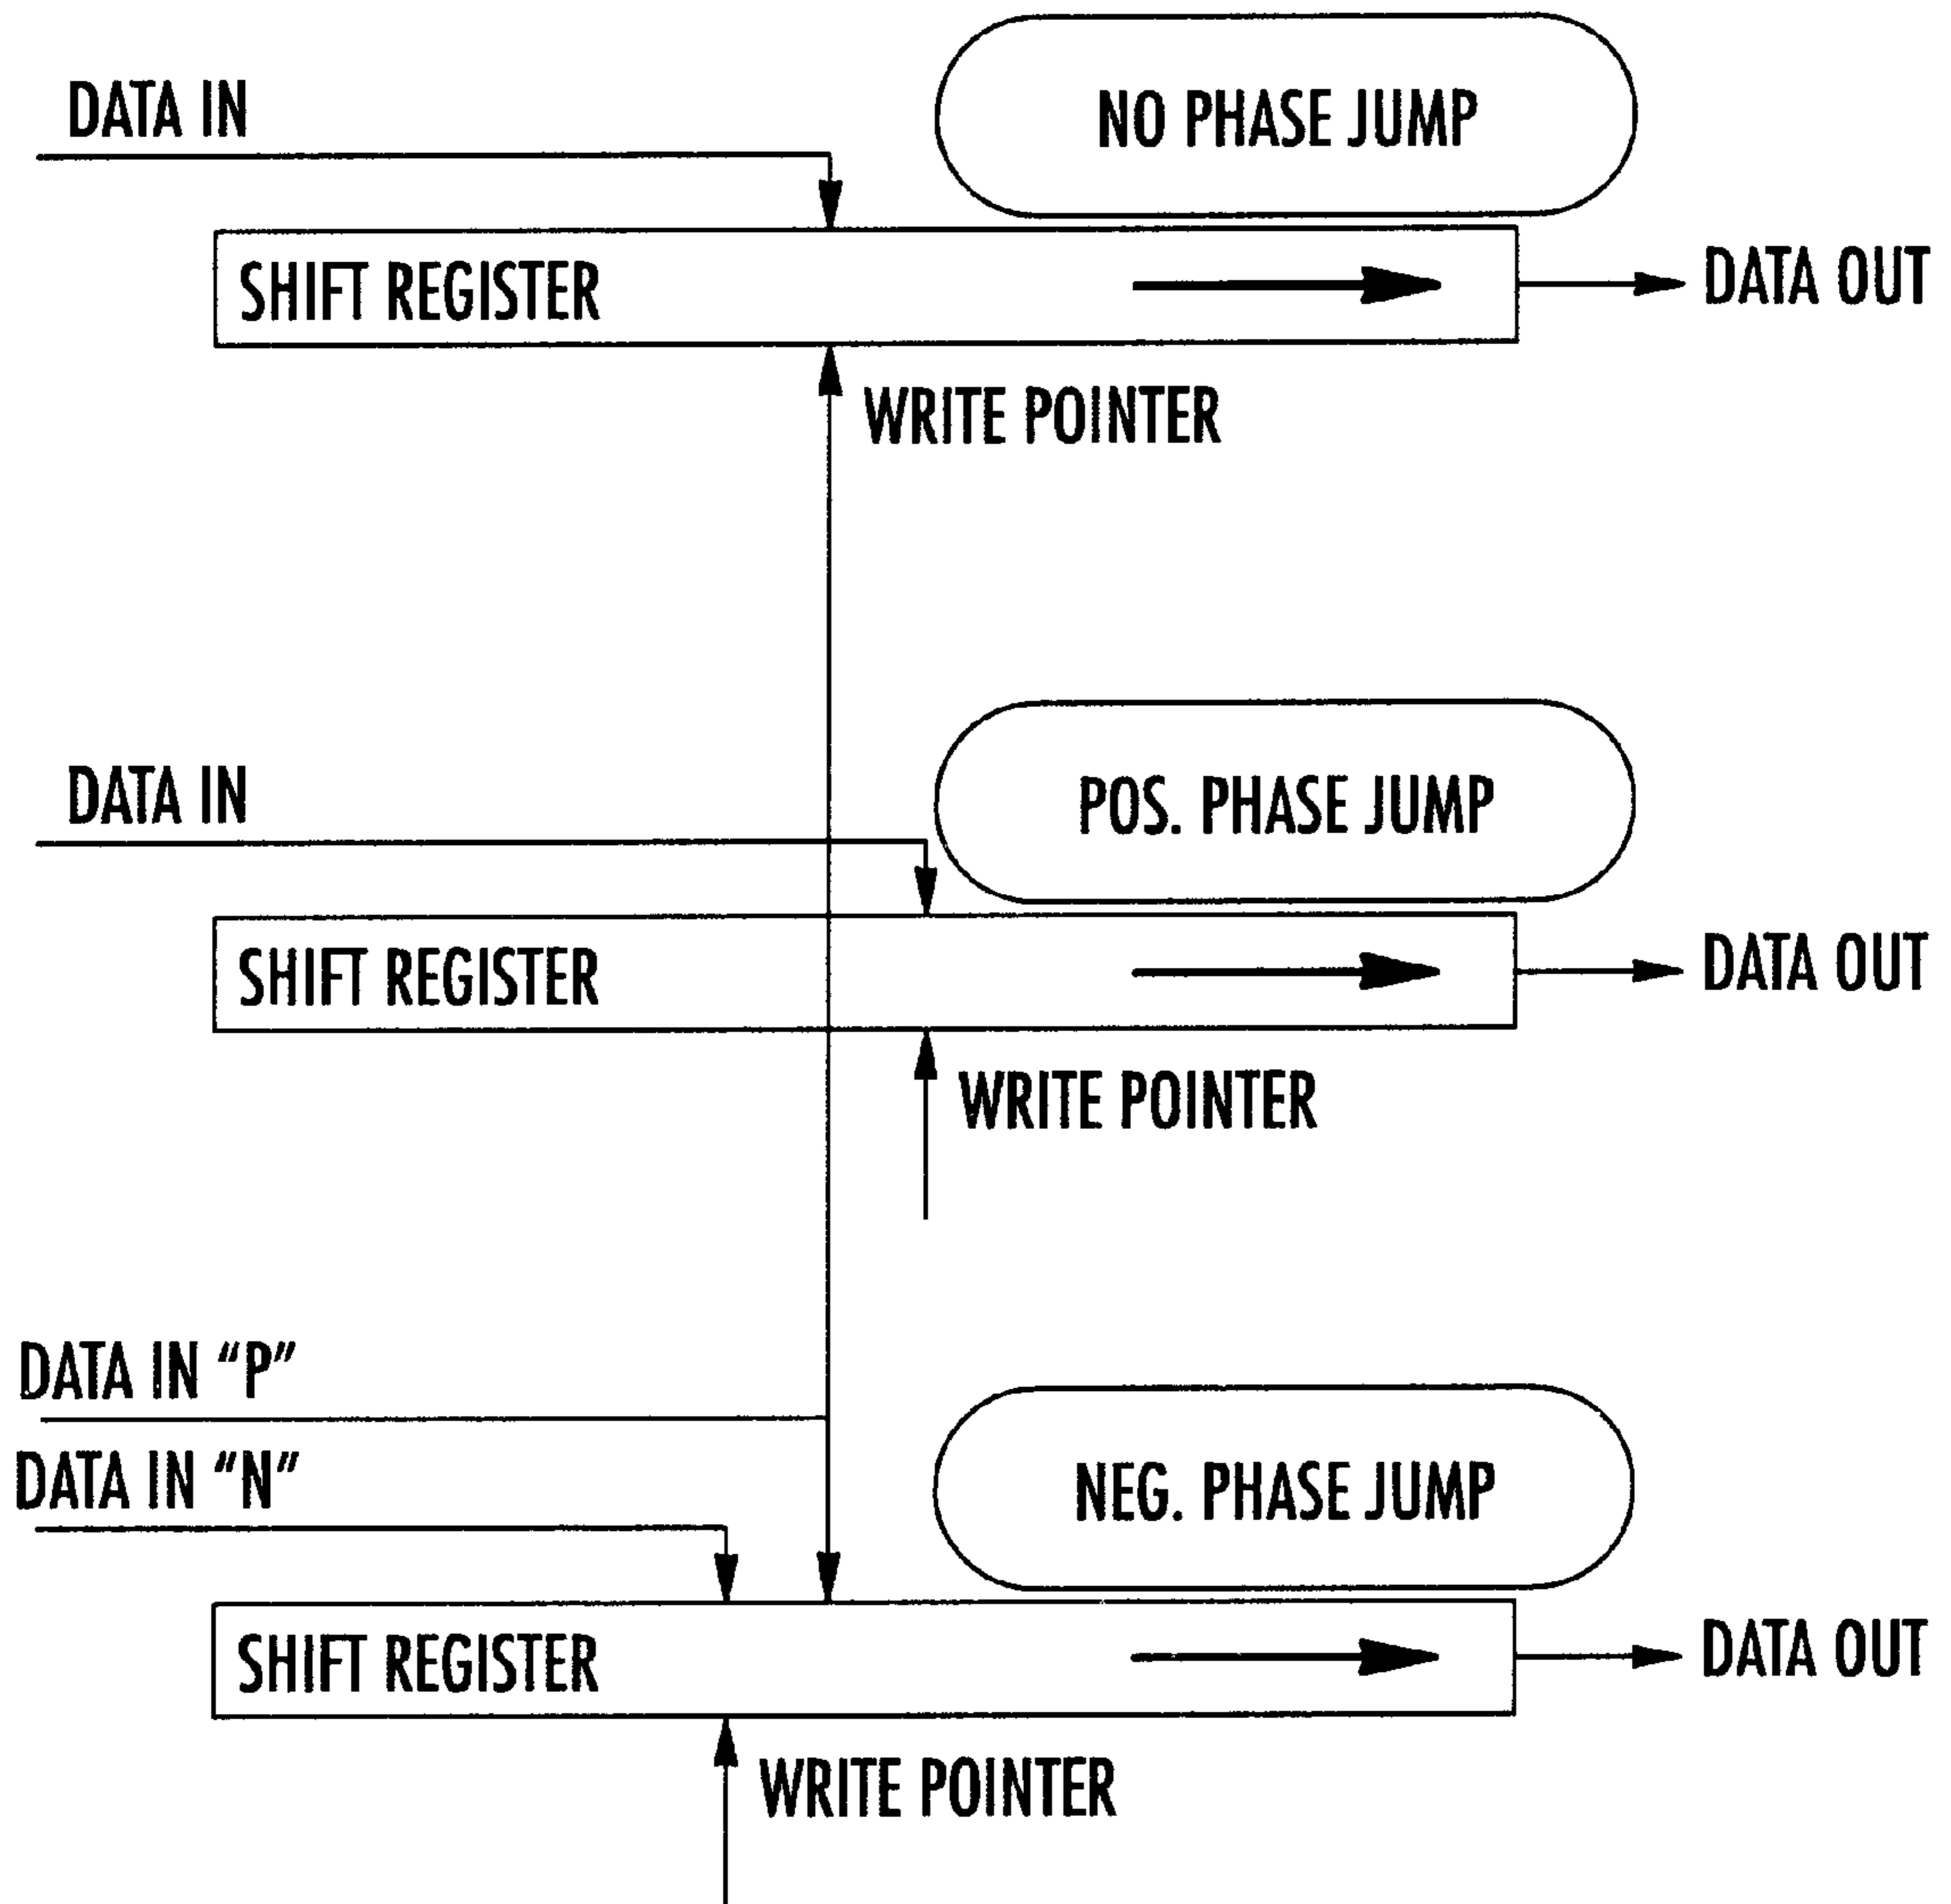 DATA IN
NO PHASE JUMP
SHIFT REGISTER
DATA OUT
WRITE POINTER
DATA IN
POS. PHASE JUMP
SHIFT REGISTER
DATA OUT
WRITE POINTER
DATA IN “P”
DATA IN “N”
NEG. PHASE JUMP
SHIFT REGISTER
DATA OUT
WRITE POINTER